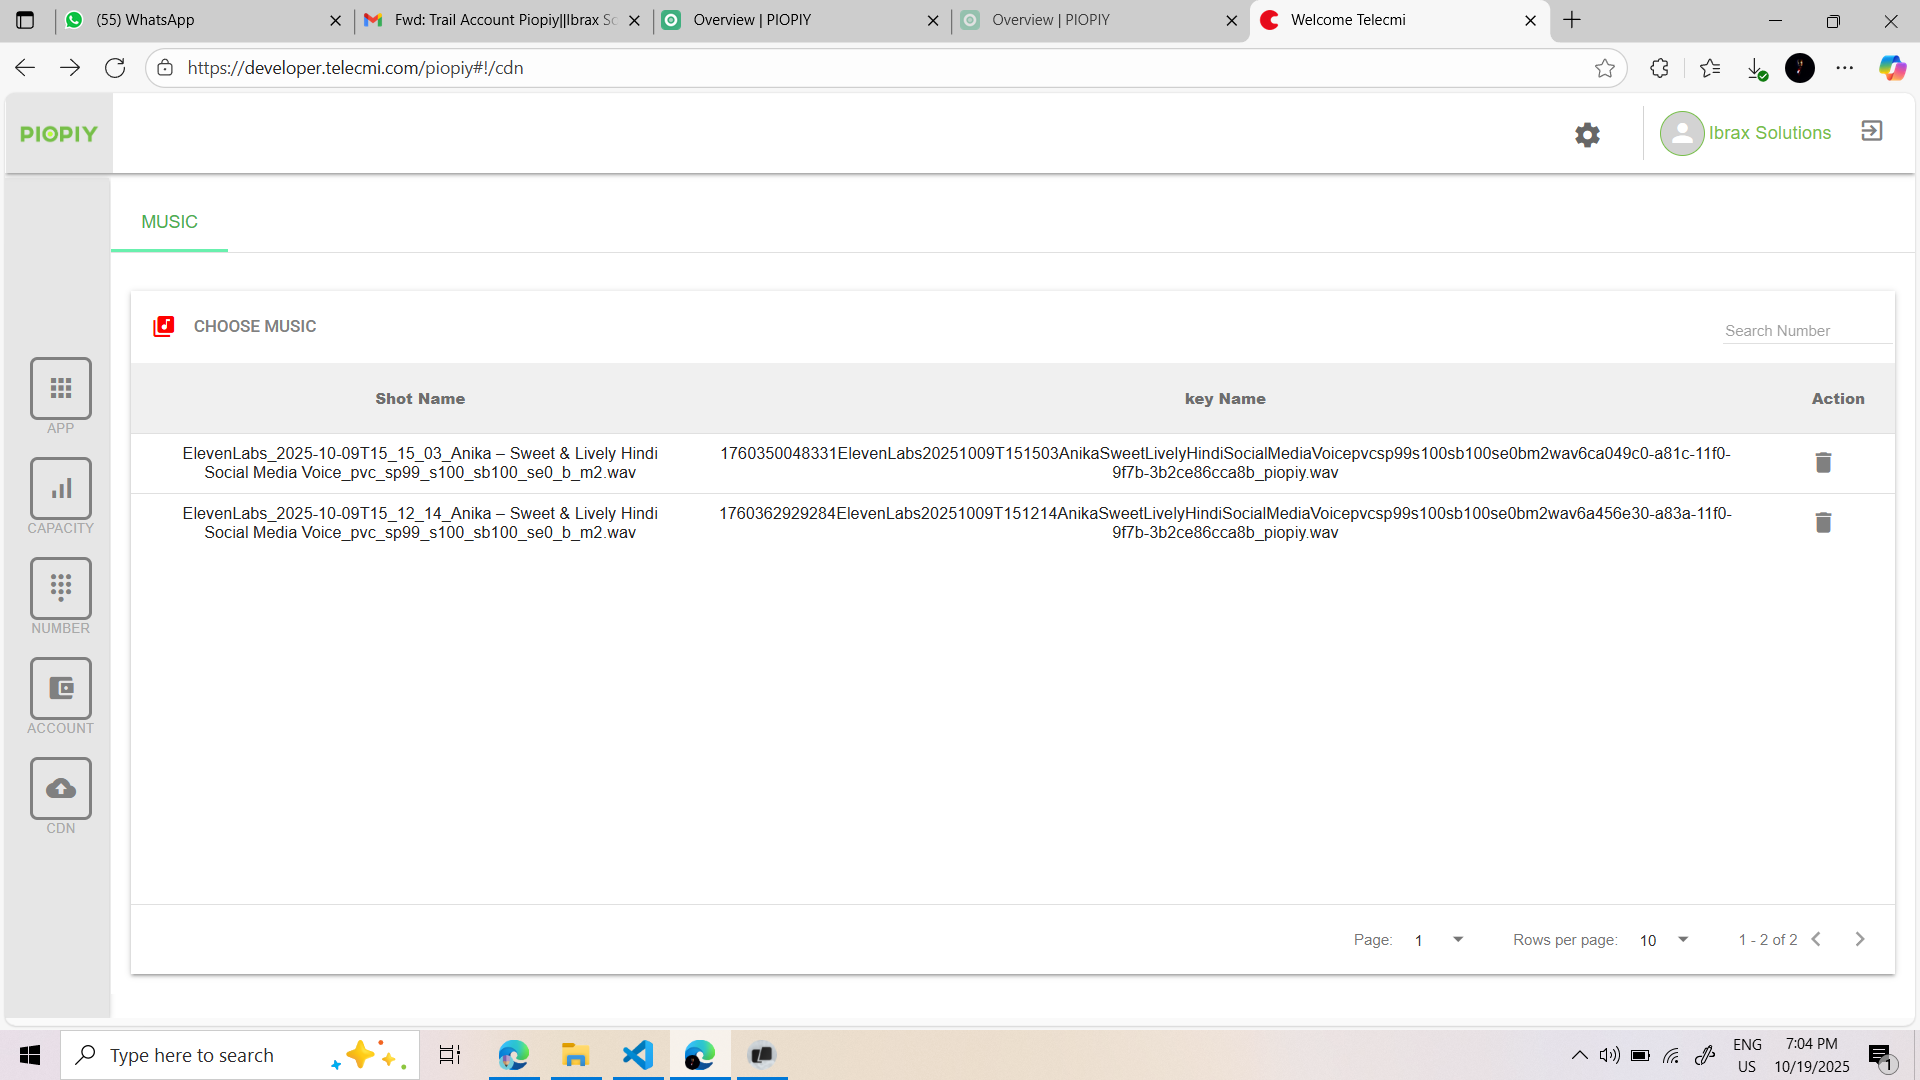 (55) WhatsApp
Fwd: Trail Account Piopiy||Ibrax So
Overview | PIOPIY
Overview | PIOPIY
Welcome Telecmi
https://developer.telecmi.com/piopiy#!/cdn
PIOPIY
Ibrax Solutions
MUSIC
CHOOSE MUSIC
Search Number
Shot Name
key Name
Action
ElevenLabs_2025-10-09T15_15_03_Anika – Sweet & Lively Hindi
Social Media Voice_pvc_sp99_s100_sb100_se0_b_m2.wav
1760350048331ElevenLabs20251009T151503AnikaSweetLivelyHindiSocialMediaVoicepvcsp99s100sb100se0bm2wav6ca049c0-a81c-11f0-
9f7b-3b2ce86cca8b_piopiy.wav
ElevenLabs_2025-10-09T15_12_14_Anika – Sweet & Lively Hindi
Social Media Voice_pvc_sp99_s100_sb100_se0_b_m2.wav
1760362929284ElevenLabs20251009T151214AnikaSweetLivelyHindiSocialMediaVoicepvcsp99s100sb100se0bm2wav6a456e30-a83a-11f0-
9f7b-3b2ce86cca8b_piopiy.wav
APP
CAPACITY
NUMBER
ACCOUNT
CDN
Page: 1
Rows per page: 10
1 - 2 of 2
Type here to search
ENG
US
7:04 PM
10/19/2025
1